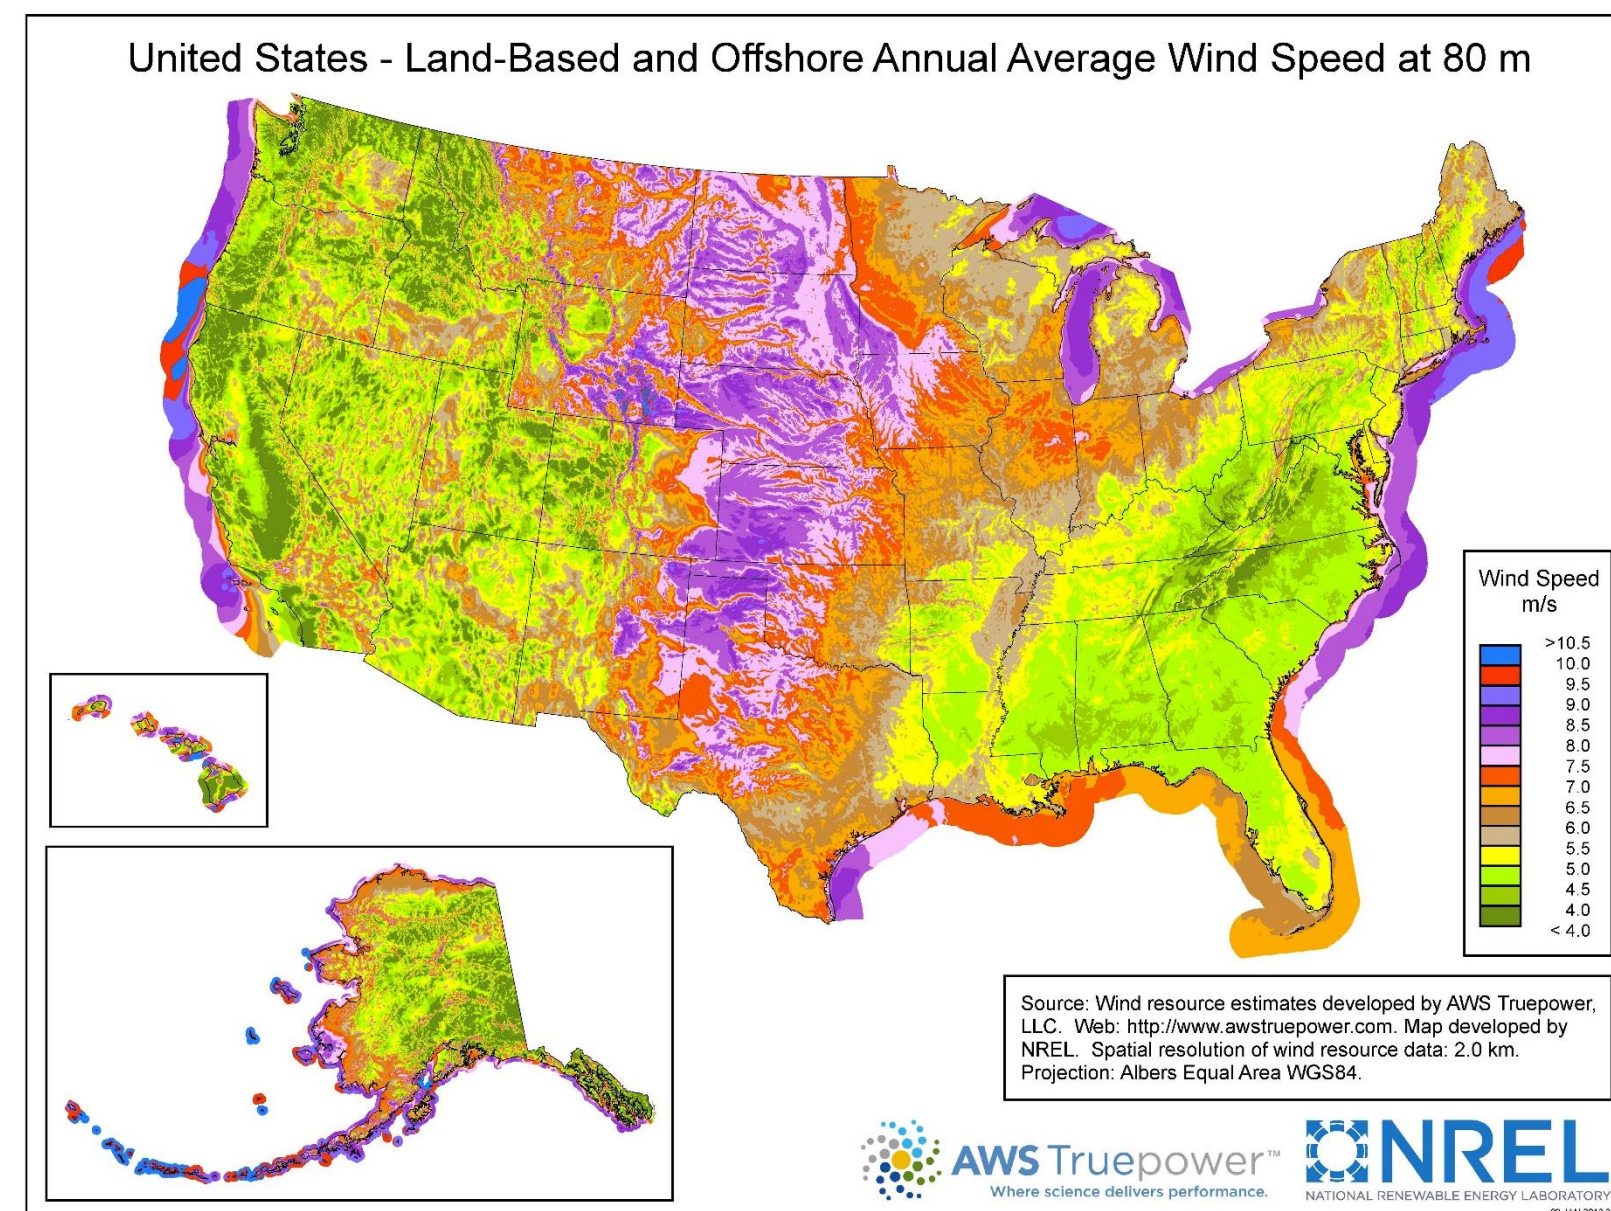 United States - Land-Based and Offshore Annual Average Wind Speed at 80 m
Wind Speed
m/s
>10.5
10.0
9.5
9.0
8.5
8.0
7.5
7.0
6.5
6.0
5.5
5.0
4.5
4.0
< 4.0
Source: Wind resource estimates developed by AWS Truepower,
LLC. Web: http://www.awstruepower.com. Map developed by
NREL. Spatial resolution of wind resource data: 2.0 km.
Projection: Albers Equal Area WGS84.
AWS Truepower™
Where science delivers performance.
NREL
NATIONAL RENEWABLE ENERGY LABORATORY